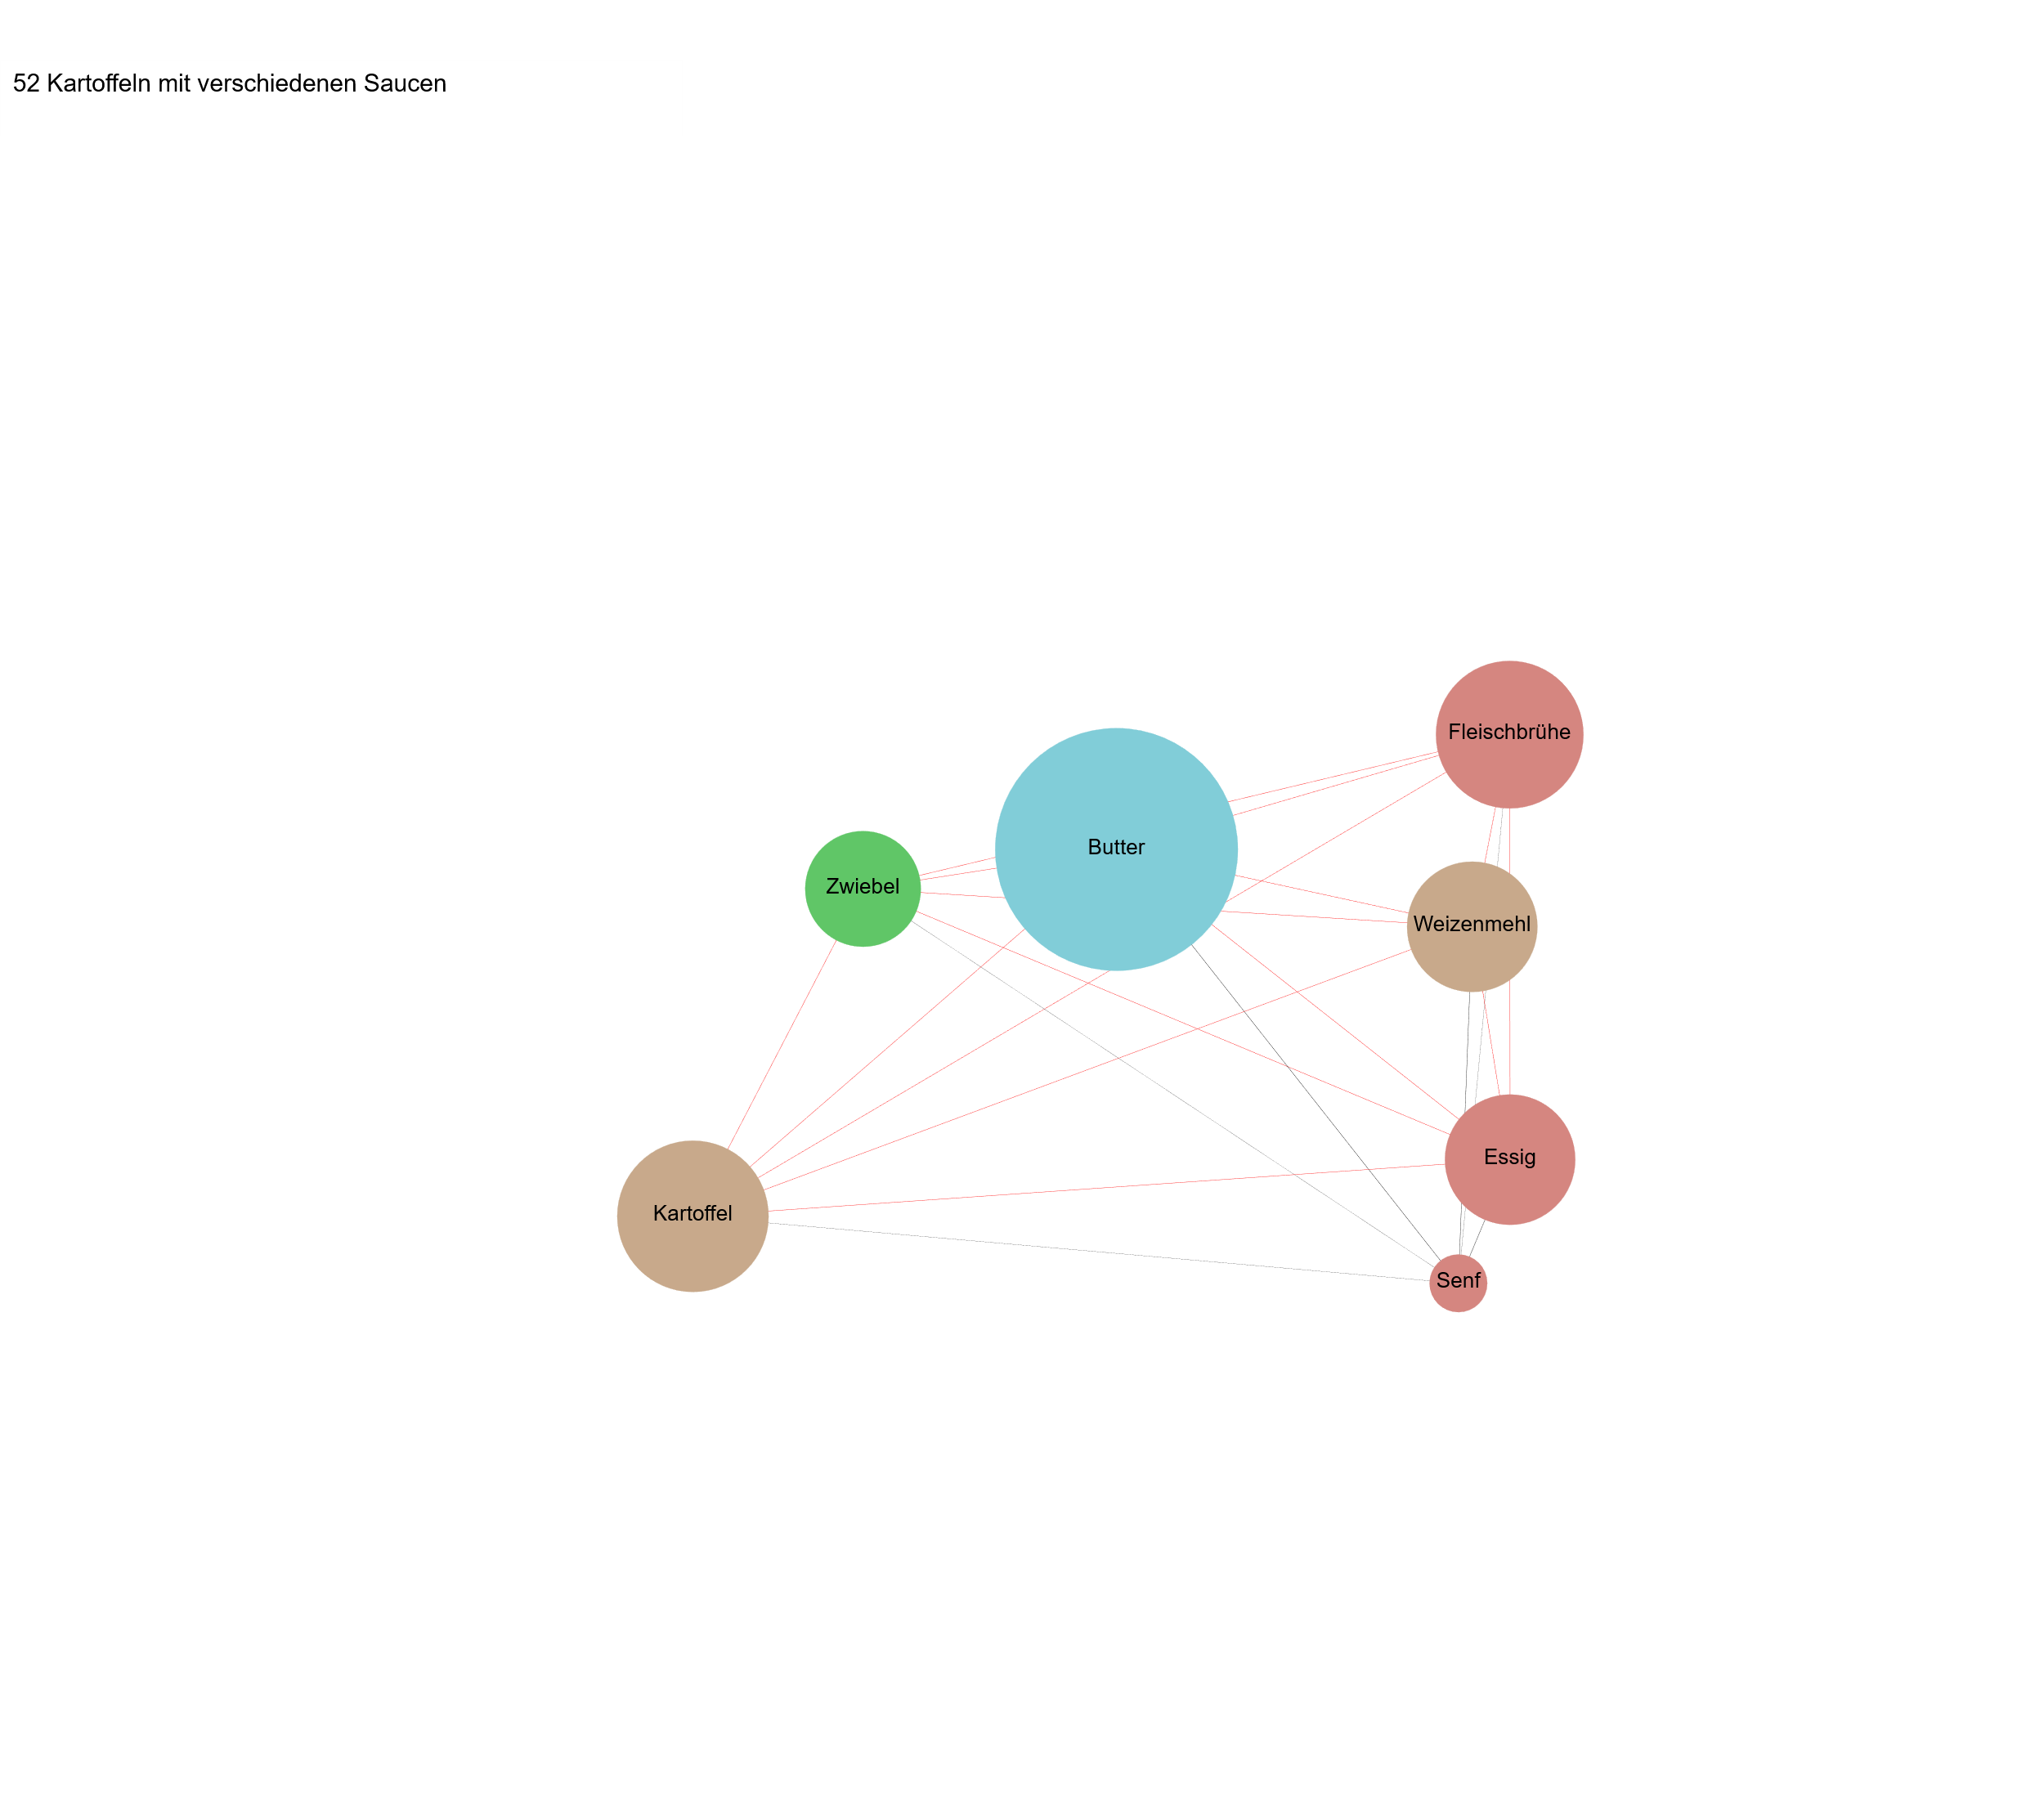 52 Kartoffeln mit verschiedenen Saucen
Fleischbrühe
Butter
Zwiebel
Weizenmehl
Essig
Kartoffel
Senf